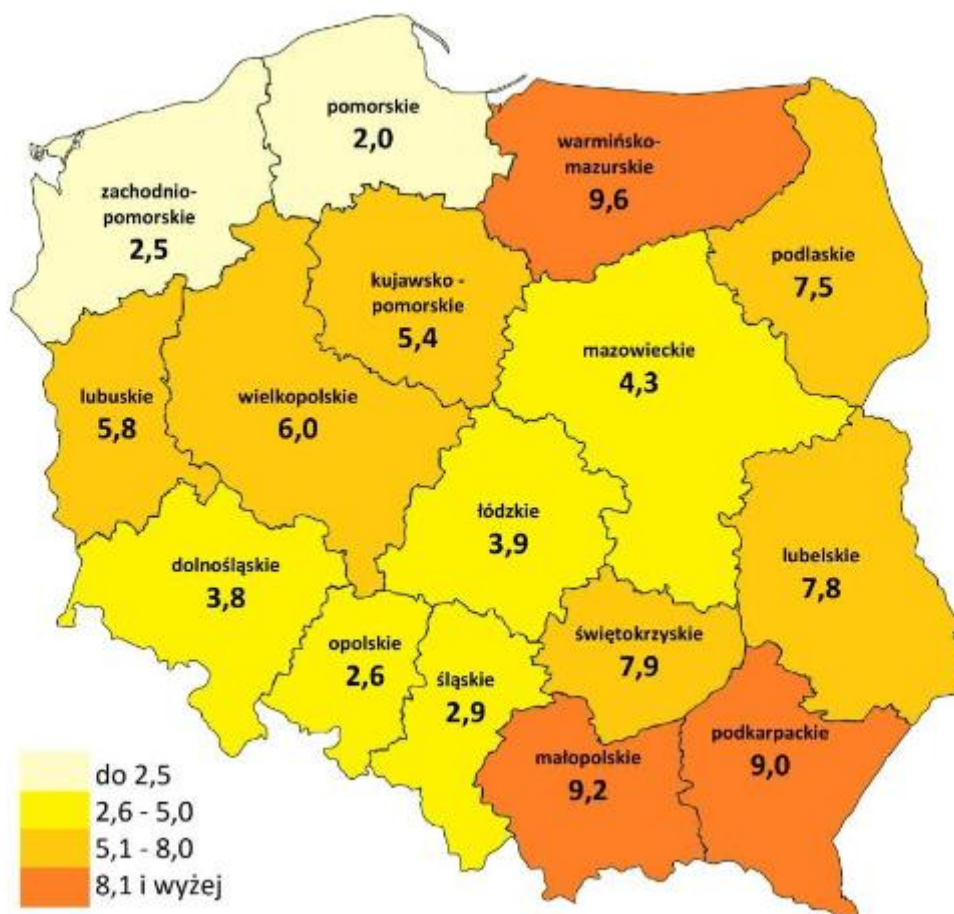 pomorskie
2,0
warmińsko-
mazurskie
9,6
zachodnio-
pomorskie
2,5
podlaskie
7,5
kujawsko -
pomorskie
5,4
mazowieckie
4,3
lubuskie
5,8
wielkopolskie
6,0
łódzkie
3,9
dolnośląskie
3,8
lubelskie
7,8
opolskie
2,6
śląskie
2,9
świętokrzyskie
7,9
małopolskie
9,2
podkarpackie
9,0
do 2,5
2,6 - 5,0
5,1 - 8,0
8,1 i wyżej